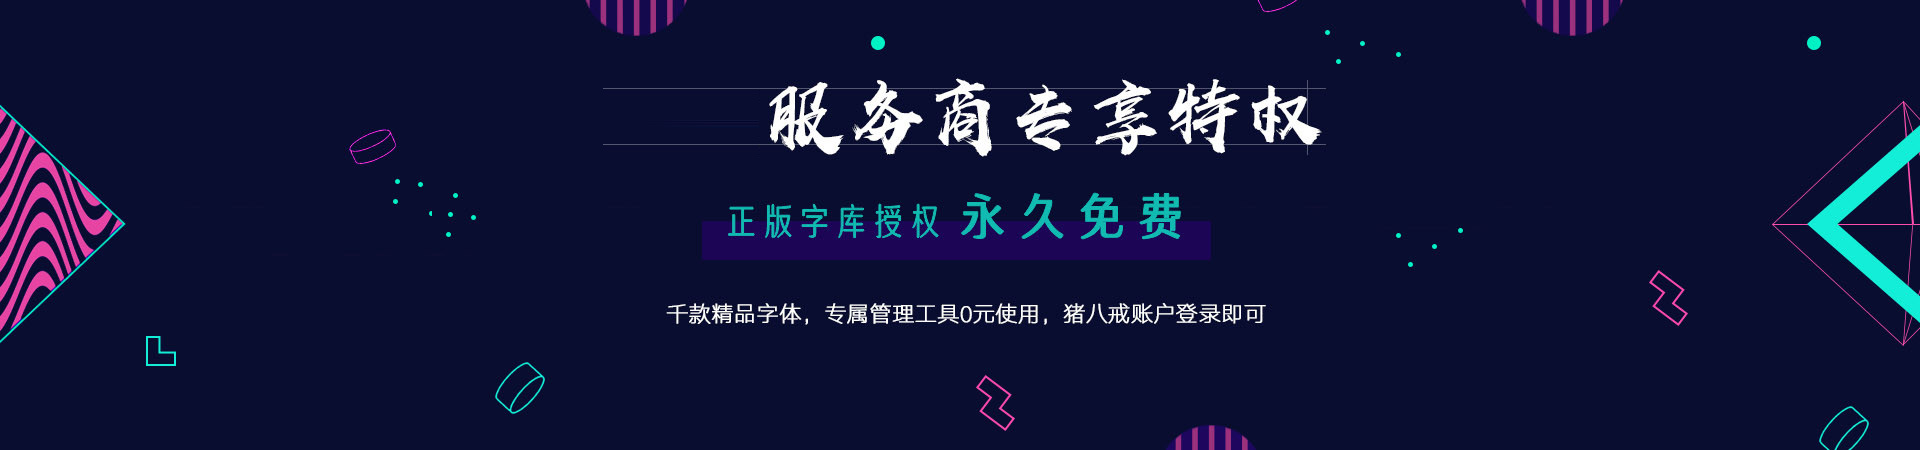 服务商专享特权
正版字库授权 永久免费
千款精品字体，专属管理工具0元使用，猪八戒账户登录即可